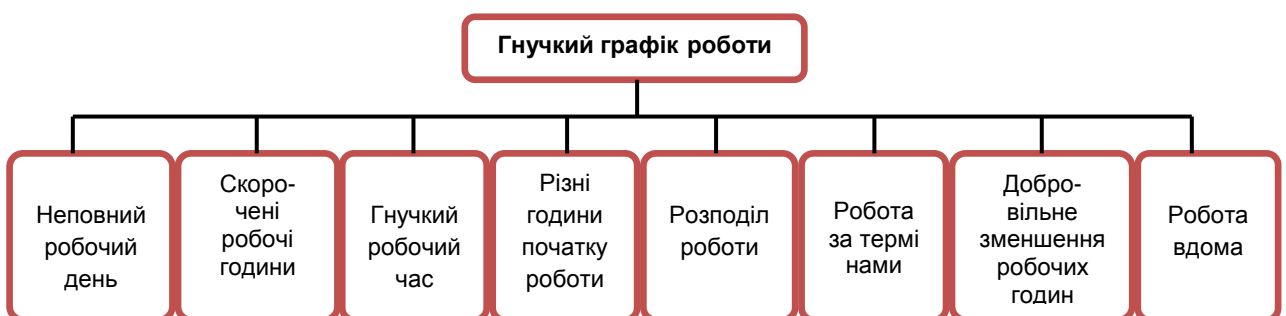 Гнучкий графік роботи
Неповний
робочий
день
Скоро-
чені
робочі
години
Гнучкий
робочий
час
Різні
години
початку
роботи
Розподіл
роботи
Робота
за термі
нами
Добро-
вільне
зменшення
робочих
годин
Робота
вдома